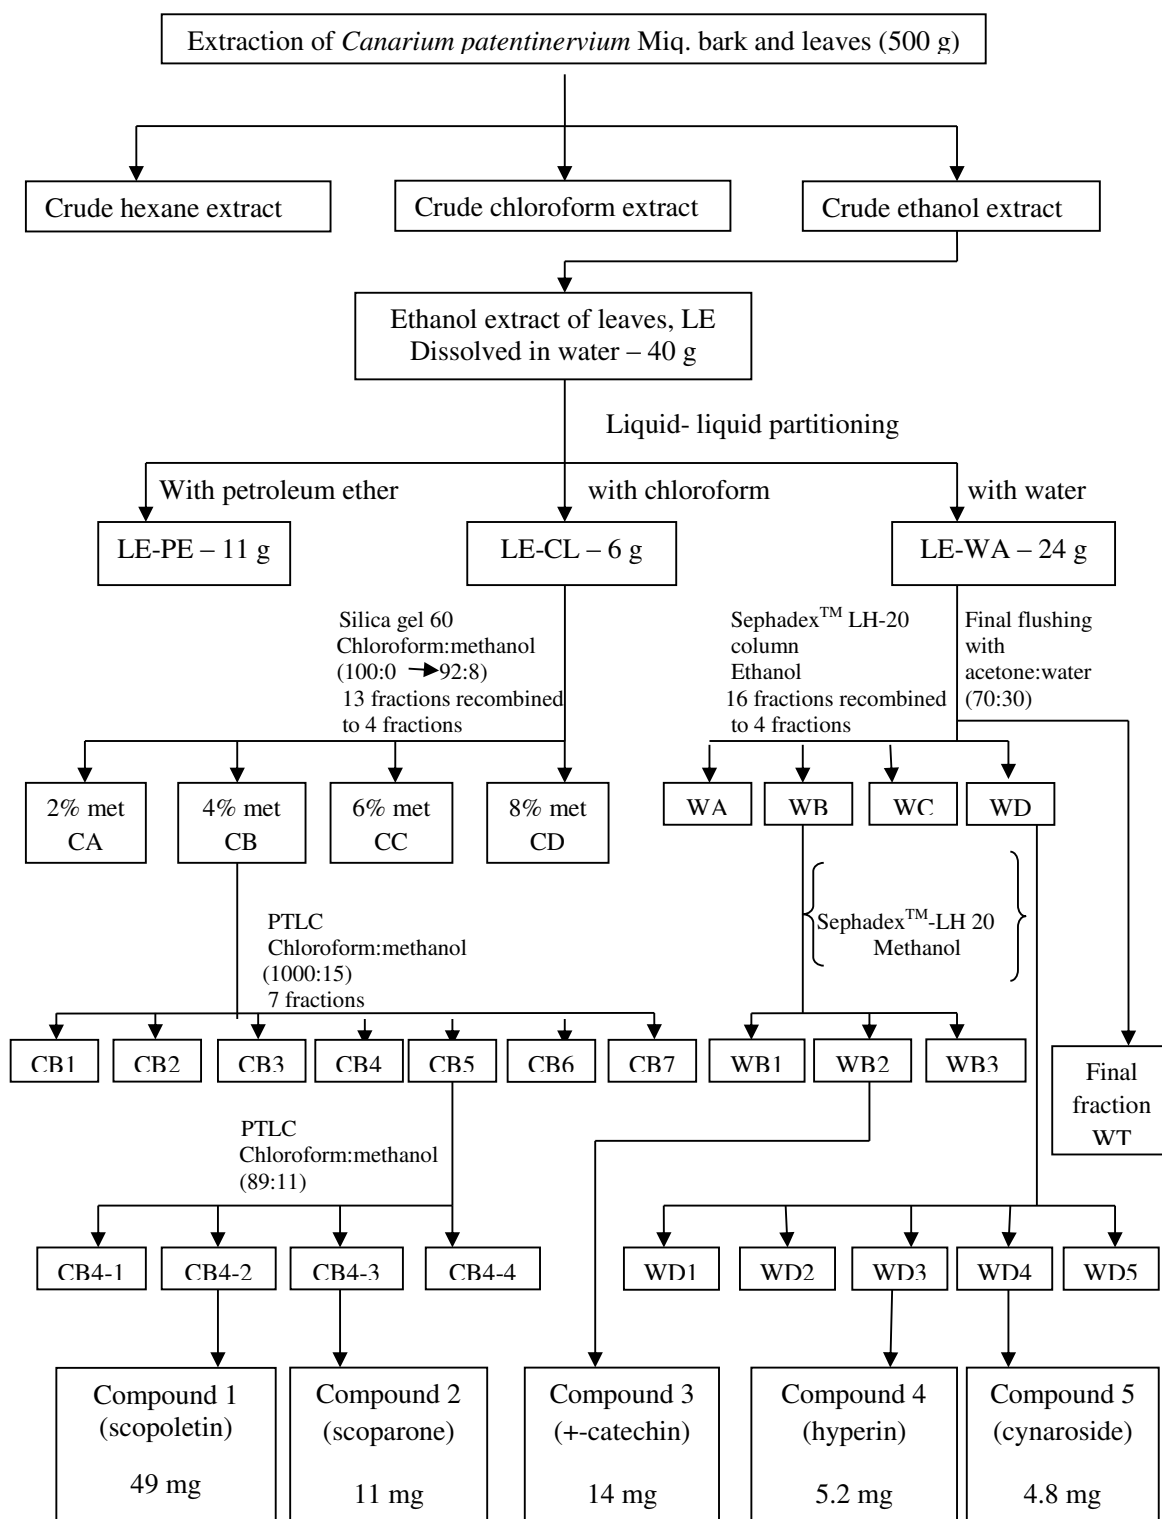 Extraction of Canarium patentinervium Miq. bark and leaves (500 g)
Crude hexane extract
Crude chloroform extract
Crude ethanol extract
Ethanol extract of leaves, LE
Dissolved in water – 40 g
Liquid- liquid partitioning
With petroleum ether
with chloroform
with water
LE-PE – 11 g
LE-CL – 6 g
LE-WA – 24 g
Silica gel 60
Chloroform:methanol
(100:0 → 92:8)
13 fractions recombined
to 4 fractions
Sephadex™ LH-20
column
Ethanol
16 fractions recombined
to 4 fractions
Final flushing
with
acetone:water
(70:30)
2% met
CA
4% met
CB
6% met
CC
8% met
CD
WA
WB
WC
WD
PTLC
Chloroform:methanol
(1000:15)
7 fractions
Sephadex™-LH 20
Methanol
CB1
CB2
CB3
CB4
CB5
CB6
CB7
WB1
WB2
WB3
Final
fraction
WT
PTLC
Chloroform:methanol
(89:11)
CB4-1
CB4-2
CB4-3
CB4-4
WD1
WD2
WD3
WD4
WD5
Compound 1
(scopoletin)
49 mg
Compound 2
(scoparone)
11 mg
Compound 3
(+-catechin)
14 mg
Compound 4
(hyperin)
5.2 mg
Compound 5
(cynaroside)
4.8 mg